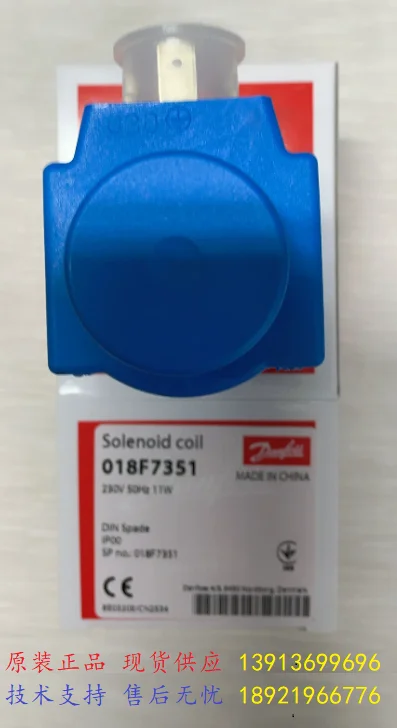 Solenoid coil
018F7351
230V 50Hz 11W
Danfoss
MADE IN CHINA
DIN Spade
IP00
SP no.: 018F7351
CE
原装正品 现货供应 13913699696
技术支持 售后无忧 18921966776